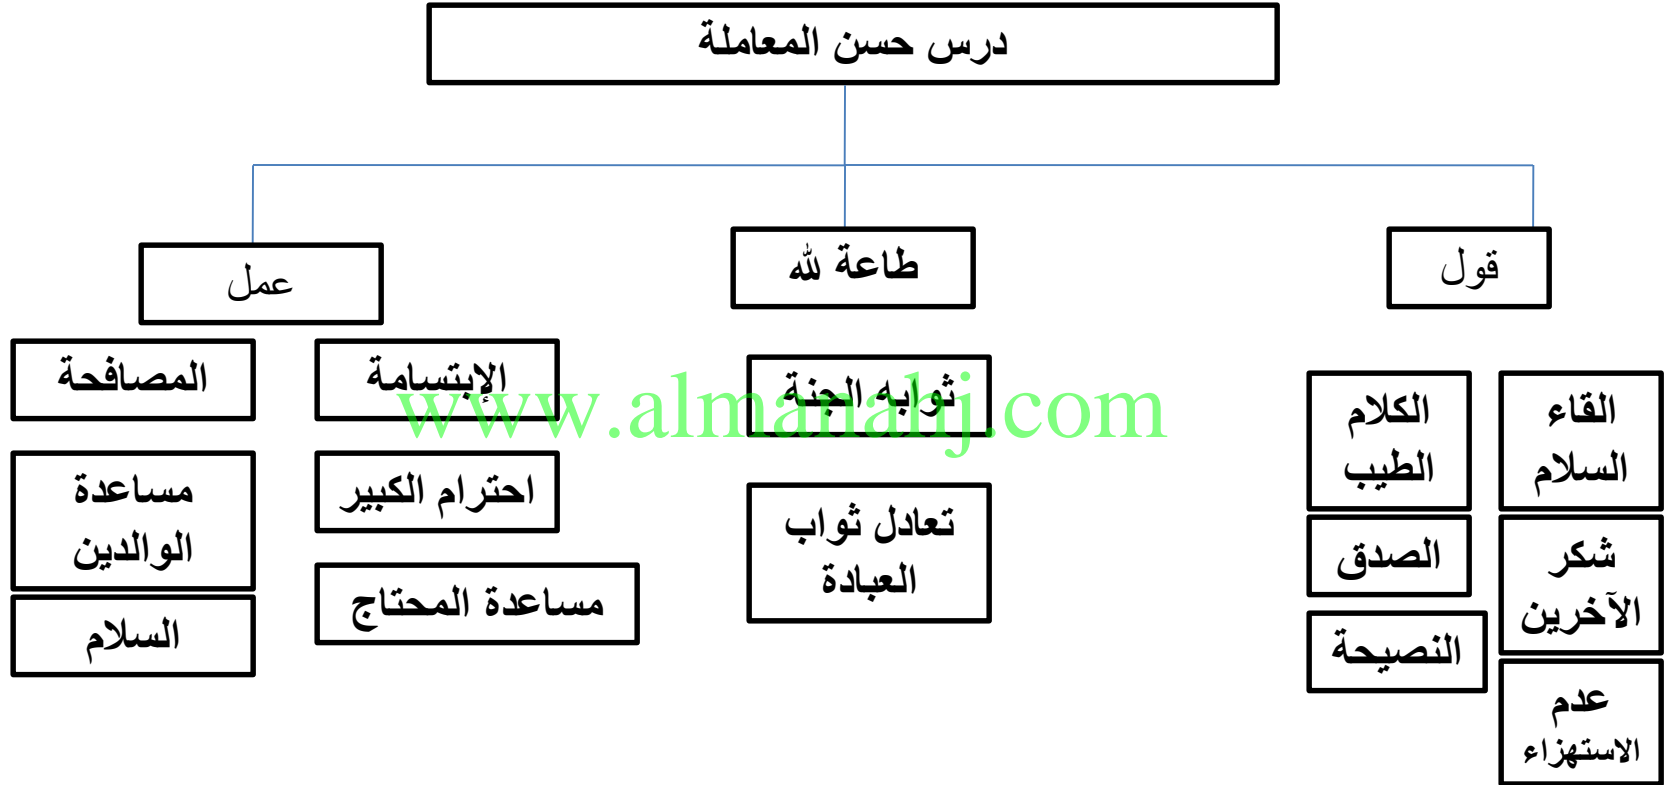 درس حسن المعاملة
قول
طاعة لله
عمل
القاء
السلام
الكلام
الطيب
شكر
الآخرين
الصدق
عدم
الاستهزاء
النصيحة
ثوابه الجنة
تعادل ثواب
العبادة
الإبتسامة
المصافحة
احترام الكبير
مساعدة
الوالدين
مساعدة المحتاج
السلام
www.almanahj.com